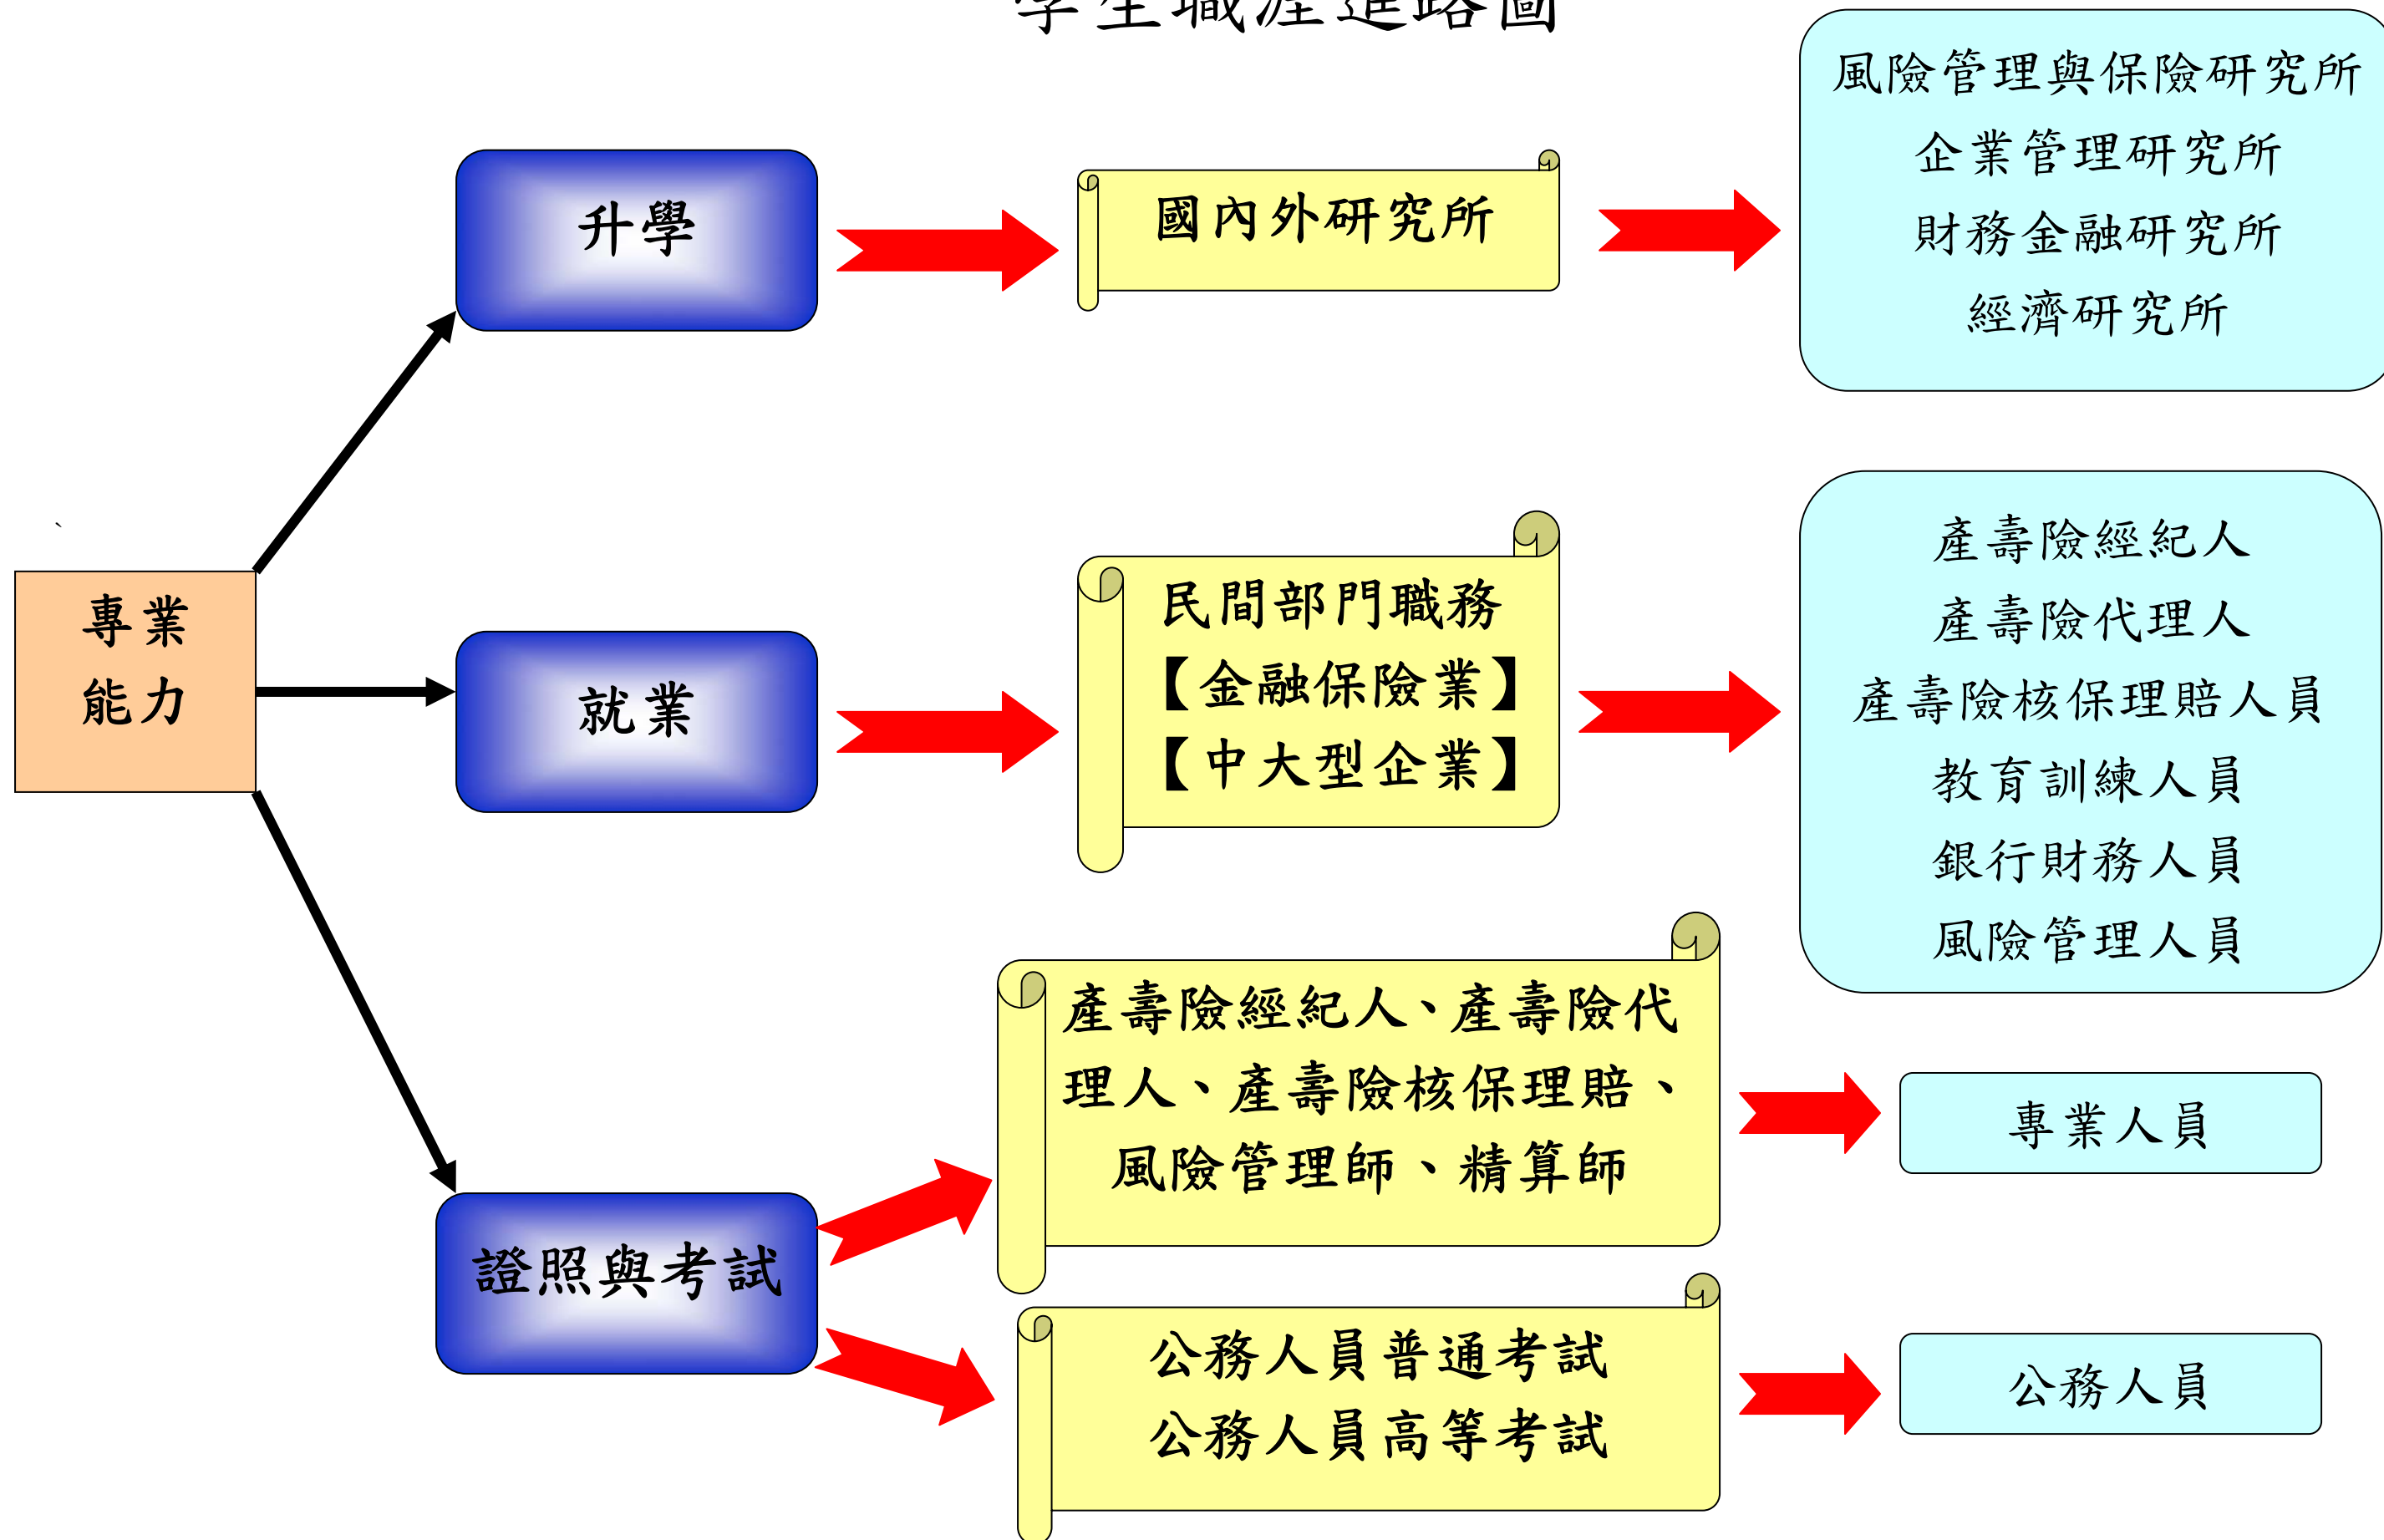 學生職涯進路圖
風險管理與保險研究所
企業管理研究所
財務金融研究所
經濟研究所
升學
國內外研究所
、
專業
能力
就業
民間部門職務
【金融保險業】
【中大型企業】
產壽險經紀人
產壽險代理人
產壽險核保理賠人員
教育訓練人員
銀行財務人員
風險管理人員
證照與考試
產壽險經紀人、產壽險代
理人、產壽險核保理賠、
風險管理師、精算師
專業人員
公務人員普通考試
公務人員高等考試
公務人員